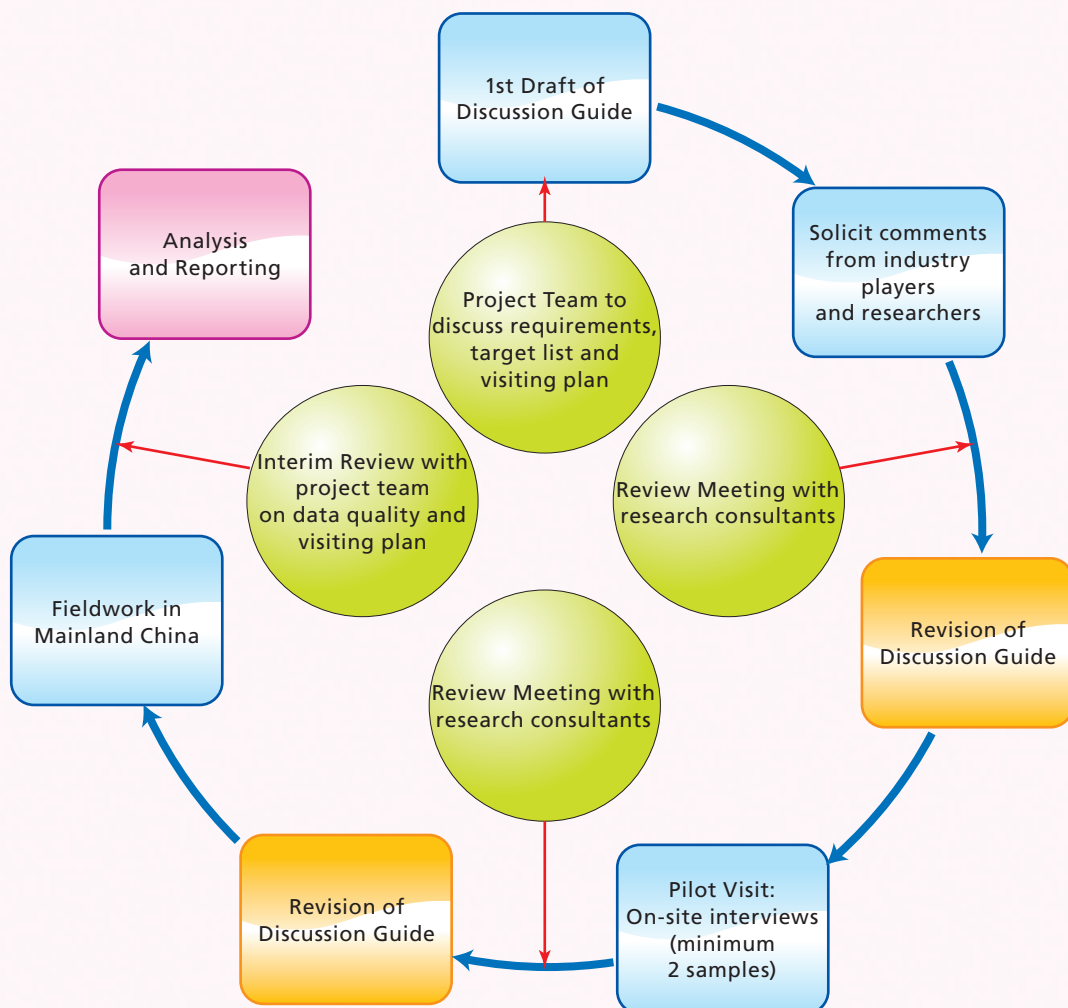 1st Draft of
Discussion Guide
Solicit comments
from industry
players
and researchers
Revision of
Discussion Guide
Pilot Visit:
On-site interviews
(minimum
2 samples)
Revision of
Discussion Guide
Fieldwork in
Mainland China
Analysis
and Reporting
Project Team to
discuss requirements,
target list and
visiting plan
Review Meeting with
research consultants
Review Meeting with
research consultants
Interim Review with
project team
on data quality and
visiting plan